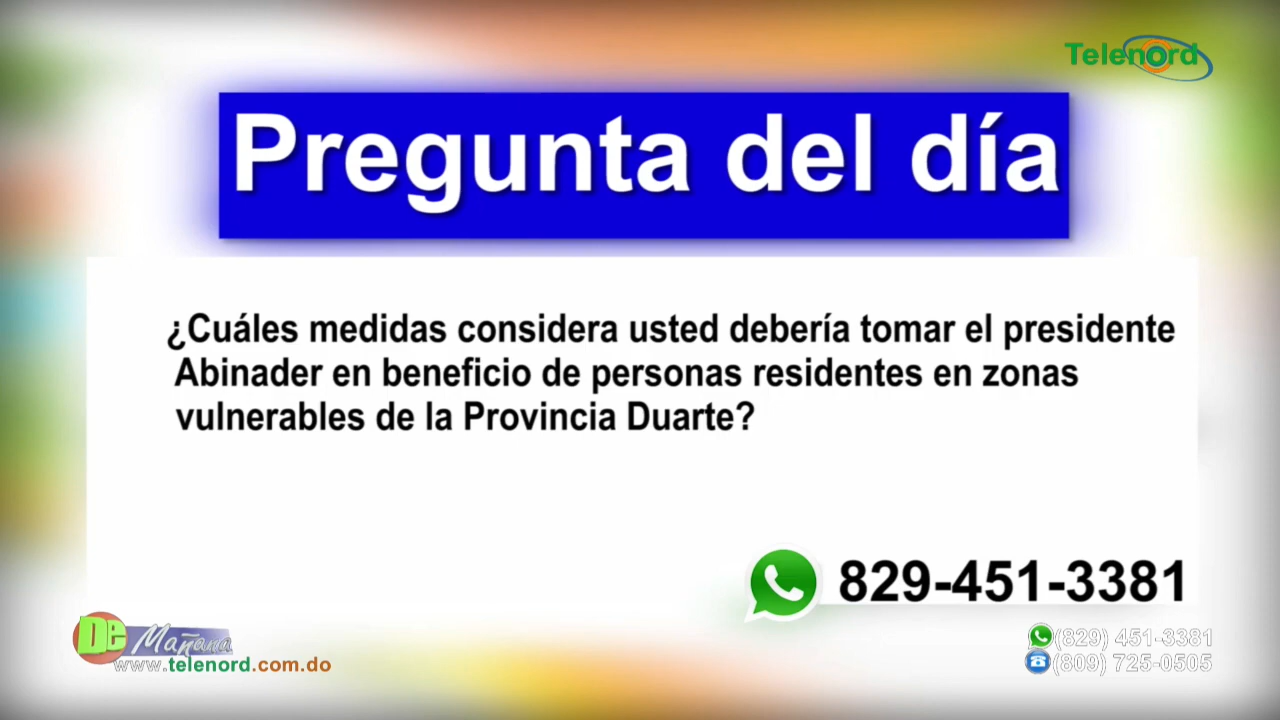 Telenord
Pregunta del día
¿Cuáles medidas considera usted debería tomar el presidente
Abinader en beneficio de personas residentes en zonas
vulnerables de la Provincia Duarte?
829-451-3381
De Mañana
www.telenord.com.do
(829) 451-3381
(809) 725-0505